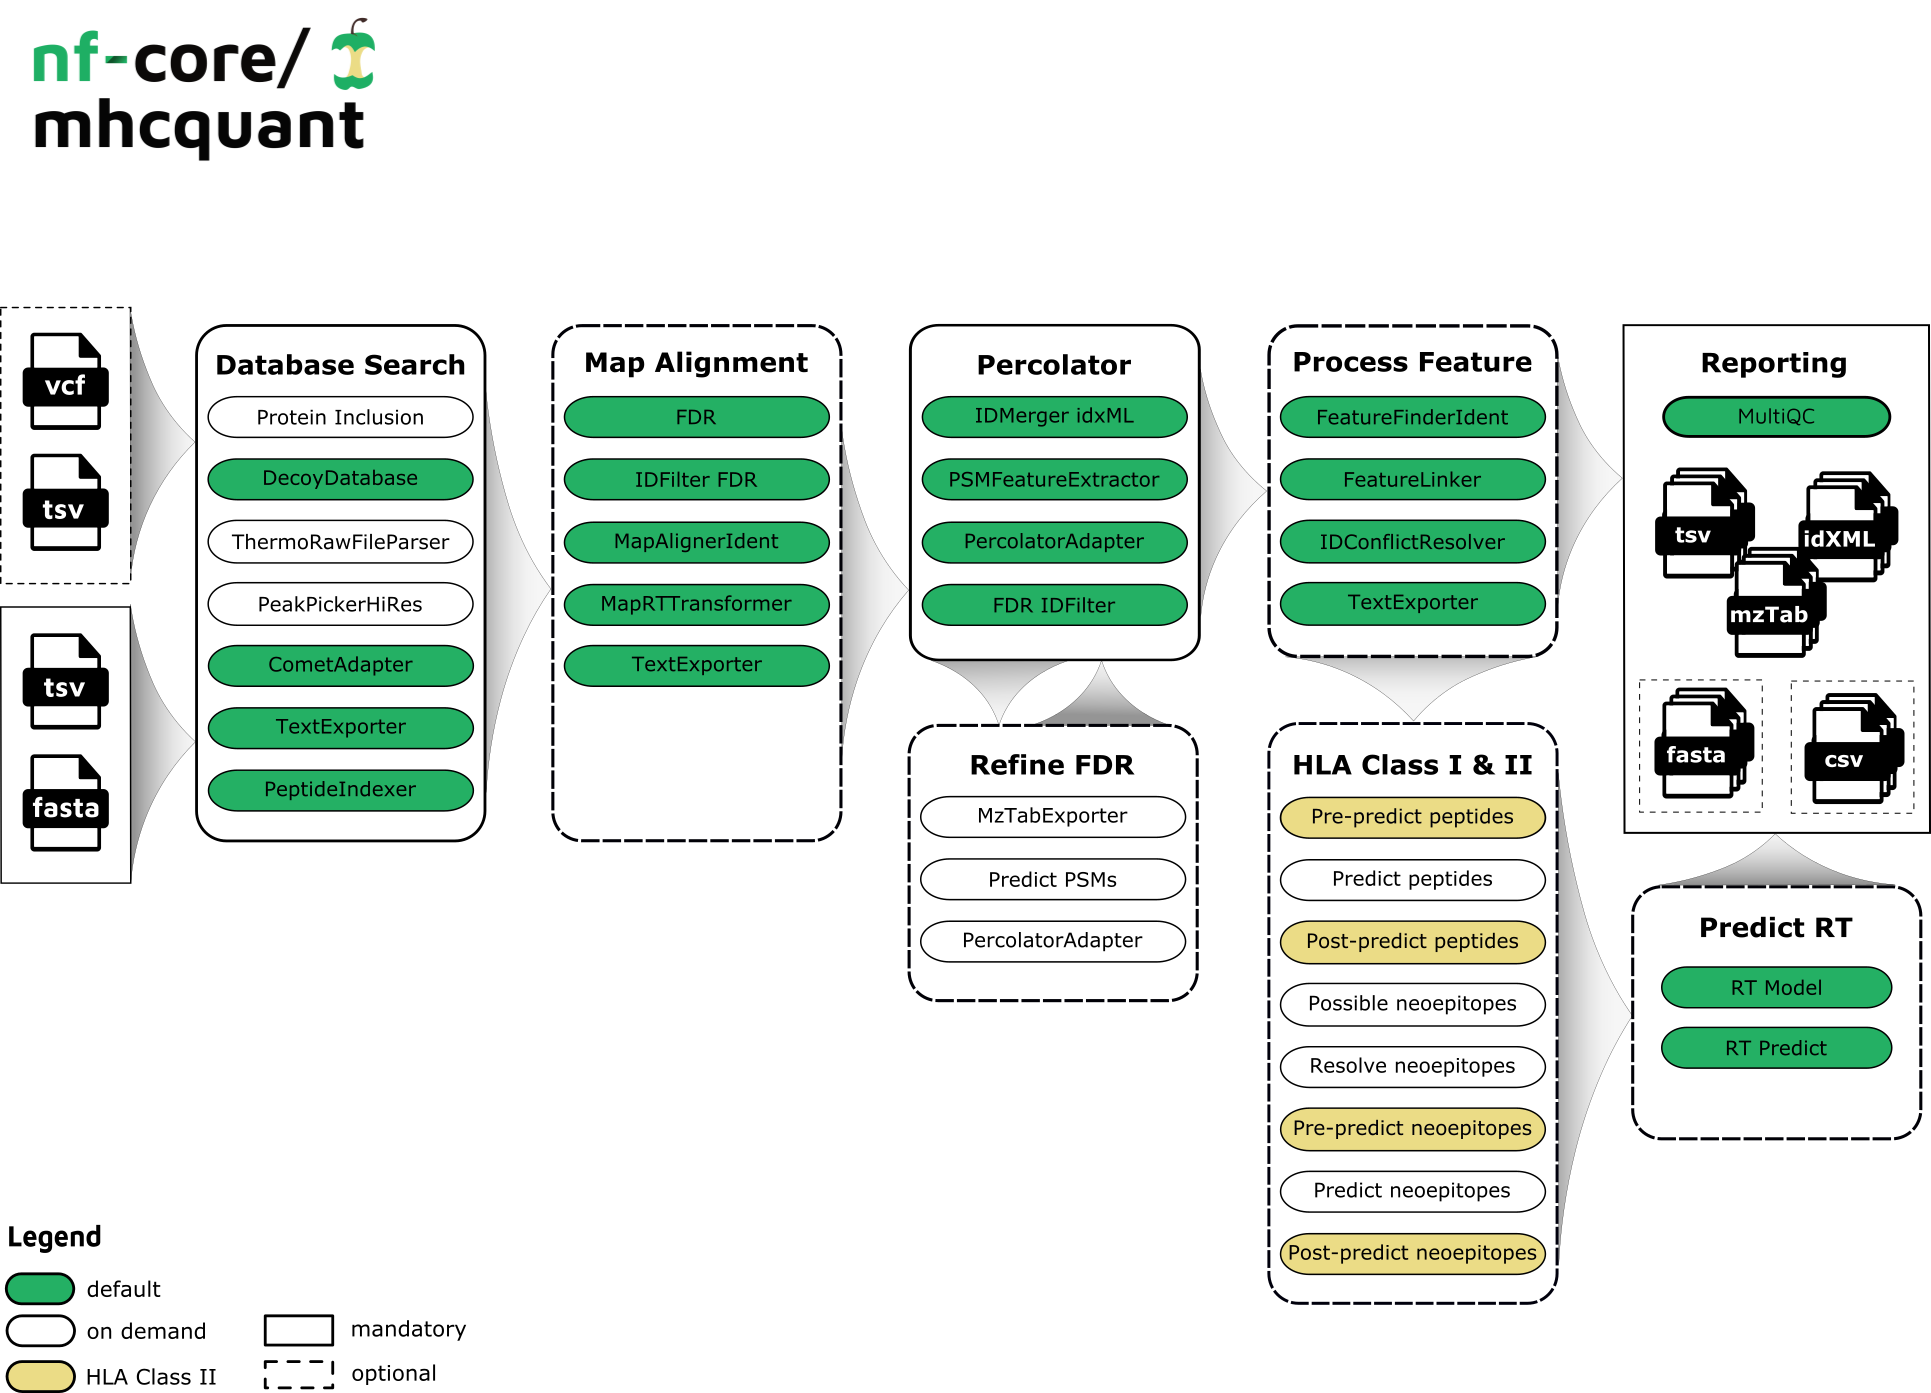 nf-core/
mhcquant
vcf
tsv
tsv
fasta
Database Search
Protein Inclusion
DecoyDatabase
ThermoRawFileParser
PeakPickerHiRes
CometAdapter
TextExporter
PeptideIndexer
Map Alignment
FDR
IDFilter FDR
MapAlignerIdent
MapRTTransformer
TextExporter
Percolator
IDMerger idxML
PSMFeatureExtractor
PercolatorAdapter
FDR IDFilter
Refine FDR
MzTabExporter
Predict PSMs
PercolatorAdapter
Process Feature
FeatureFinderIdent
FeatureLinker
IDConflictResolver
TextExporter
HLA Class I & II
Pre-predict peptides
Predict peptides
Post-predict peptides
Possible neoepitopes
Resolve neoepitopes
Pre-predict neoepitopes
Predict neoepitopes
Post-predict neoepitopes
Reporting
MultiQC
tsv
idXML
mzTab
fasta
csv
Predict RT
RT Model
RT Predict
Legend
default
on demand
HLA Class II
mandatory
optional